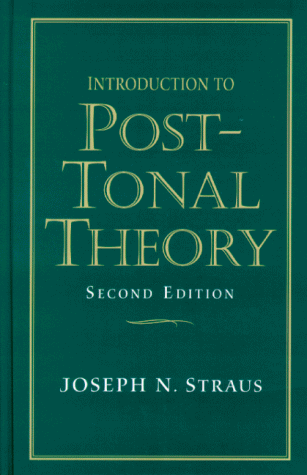 INTRODUCTION TO
POST-
TONAL
THEORY
SECOND EDITION
JOSEPH N. STRAUS